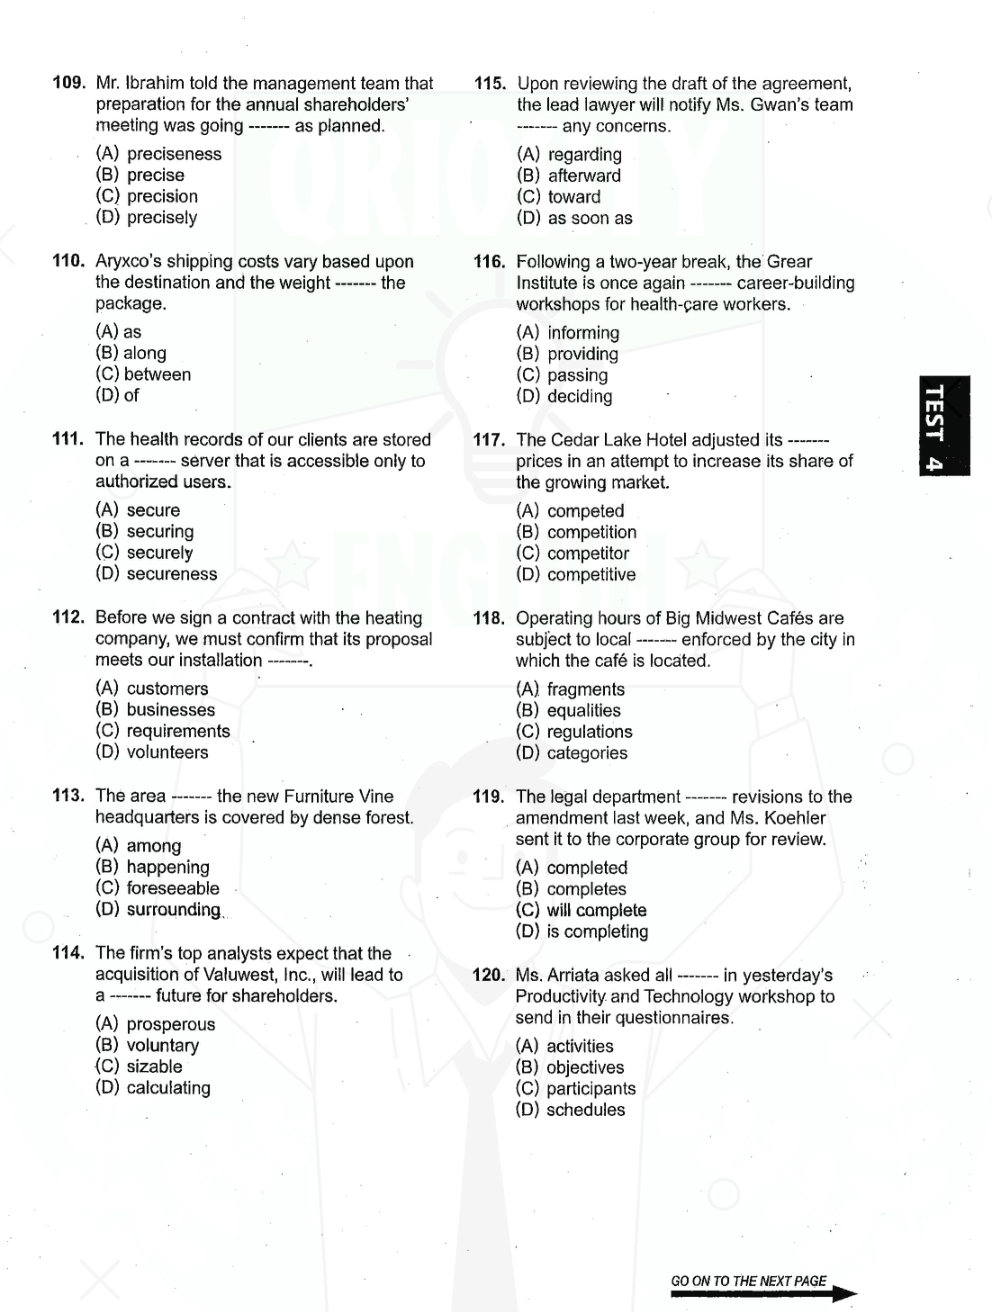 109. Mr. Ibrahim told the management team that
preparation for the annual shareholders'
meeting was going ------- as planned.
(A) preciseness
(B) precise
(C) precision
(D) precisely
110. Aryxco's shipping costs vary based upon
the destination and the weight ------- the
package.
(A) as
(B) along
(C) between
(D) of
111. The health records of our clients are stored
on a ------- server that is accessible only to
authorized users.
(A) secure
(B) securing
(C) securely
(D) secureness
112. Before we sign a contract with the heating
company, we must confirm that its proposal
meets our installation -------.
(A) customers
(B) businesses
(C) requirements
(D) volunteers
113. The area ------- the new Furniture Vine
headquarters is covered by dense forest.
(A) among
(B) happening
(C) foreseeable
(D) surrounding
114. The firm's top analysts expect that the
acquisition of Valuwest, Inc., will lead to
a ------- future for shareholders.
(A) prosperous
(B) voluntary
(C) sizable
(D) calculating
115. Upon reviewing the draft of the agreement,
the lead lawyer will notify Ms. Gwan's team
------- any concerns.
(A) regarding
(B) afterward
(C) toward
(D) as soon as
116. Following a two-year break, the Grear
Institute is once again ------- career-building
workshops for health-care workers.
(A) informing
(B) providing
(C) passing
(D) deciding
117. The Cedar Lake Hotel adjusted its -------
prices in an attempt to increase its share of
the growing market.
(A) competed
(B) competition
(C) competitor
(D) competitive
118. Operating hours of Big Midwest Cafés are
subject to local ------- enforced by the city in
which the café is located.
(A) fragments
(B) equalities
(C) regulations
(D) categories
119. The legal department ------- revisions to the
amendment last week, and Ms. Koehler
sent it to the corporate group for review.
(A) completed
(B) completes
(C) will complete
(D) is completing
120. Ms. Arriata asked all ------- in yesterday's
Productivity and Technology workshop to
send in their questionnaires.
(A) activities
(B) objectives
(C) participants
(D) schedules
TEST 4
GO ON TO THE NEXT PAGE
QRIOSITY
ENGLISH